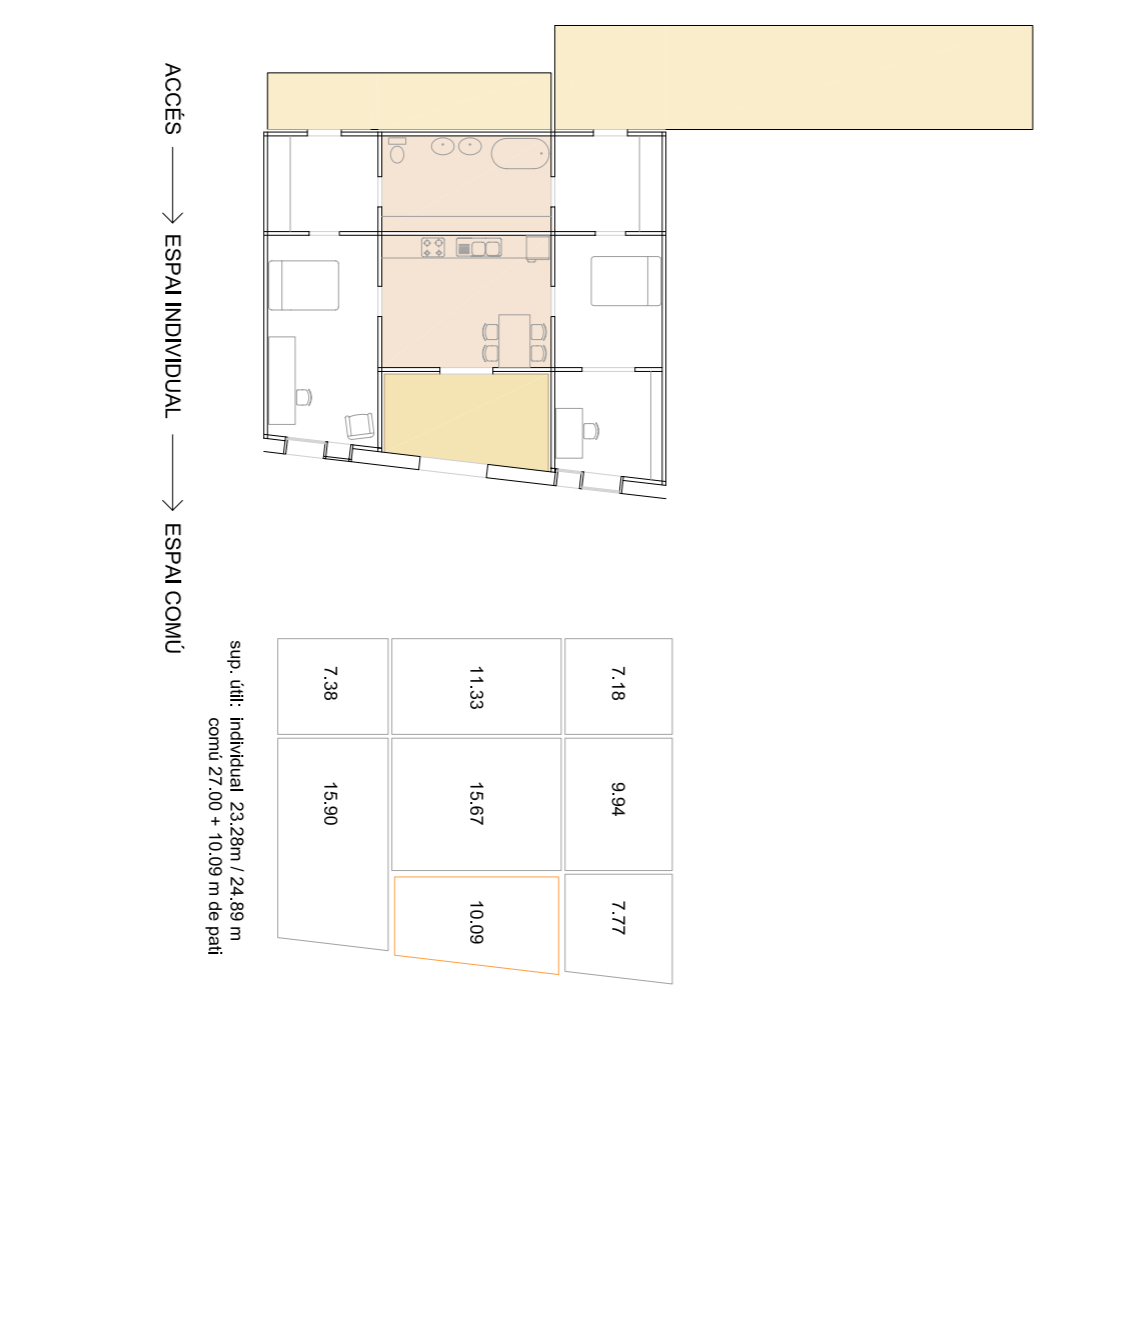 ACCÉS
ESPAI INDIVIDUAL
ESPAI COMÚ
7.18
9.94
7.77
11.33
15.67
10.09
7.38
15.90
sup. útil: individual 23.28m / 24.89 m
comú 27.00 + 10.09 m de pati